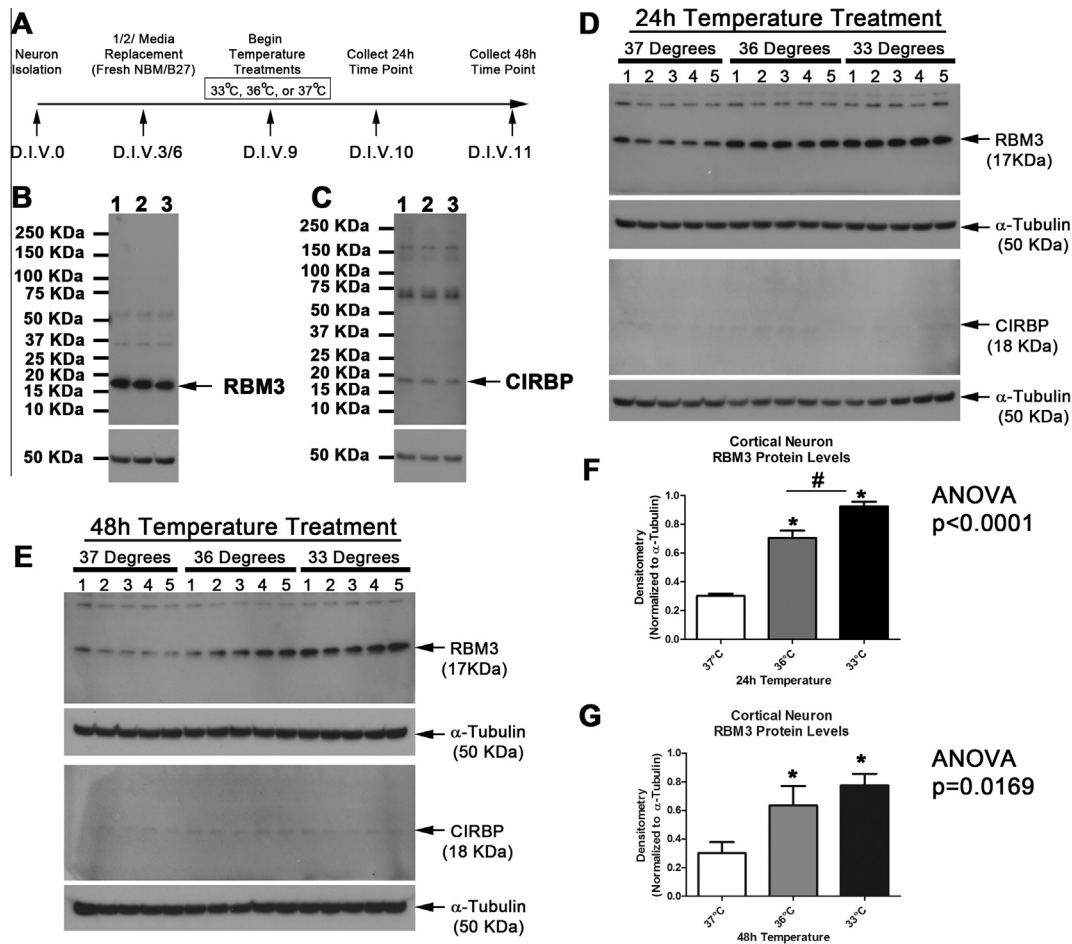 A
Neuron
Isolation
1/2/ Media
Replacement
(Fresh NBM/B27)
Begin
Temperature
Treatments
33°C, 36°C, or 37°C
Collect 24h
Time Point
Collect 48h
Time Point
D.I.V.0
D.I.V.3/6
D.I.V.9
D.I.V.10
D.I.V.11
B
1 2 3
250 KDa
150 KDa
100 KDa
75 KDa
50 KDa
37 KDa
25 KDa
20 KDa
15 KDa
10 KDa
RBM3
50 KDa
C
1 2 3
250 KDa
150 KDa
100 KDa
75 KDa
50 KDa
37 KDa
25 KDa
20 KDa
15 KDa
10 KDa
CIRBP
50 KDa
D
24h Temperature Treatment
37 Degrees 36 Degrees 33 Degrees
1 2 3 4 5 1 2 3 4 5 1 2 3 4 5
RBM3
(17KDa)
α-Tubulin
(50 KDa)
CIRBP
(18 KDa)
α-Tubulin
(50 KDa)
E
48h Temperature Treatment
37 Degrees 36 Degrees 33 Degrees
1 2 3 4 5 1 2 3 4 5 1 2 3 4 5
RBM3
(17KDa)
α-Tubulin
(50 KDa)
CIRBP
(18 KDa)
α-Tubulin
(50 KDa)
F
Cortical Neuron
RBM3 Protein Levels
Densitometry
(Normalized to α-Tubulin)
1.0
0.8
0.6
0.4
0.2
0.0
*
#
*
37°C
36°C
33°C
24h Temperature
ANOVA
p<0.0001
G
Cortical Neuron
RBM3 Protein Levels
Densitometry
(Normalized to α-Tubulin)
1.0
0.8
0.6
0.4
0.2
0.0
*
*
37°C
36°C
33°C
48h Temperature
ANOVA
p=0.0169